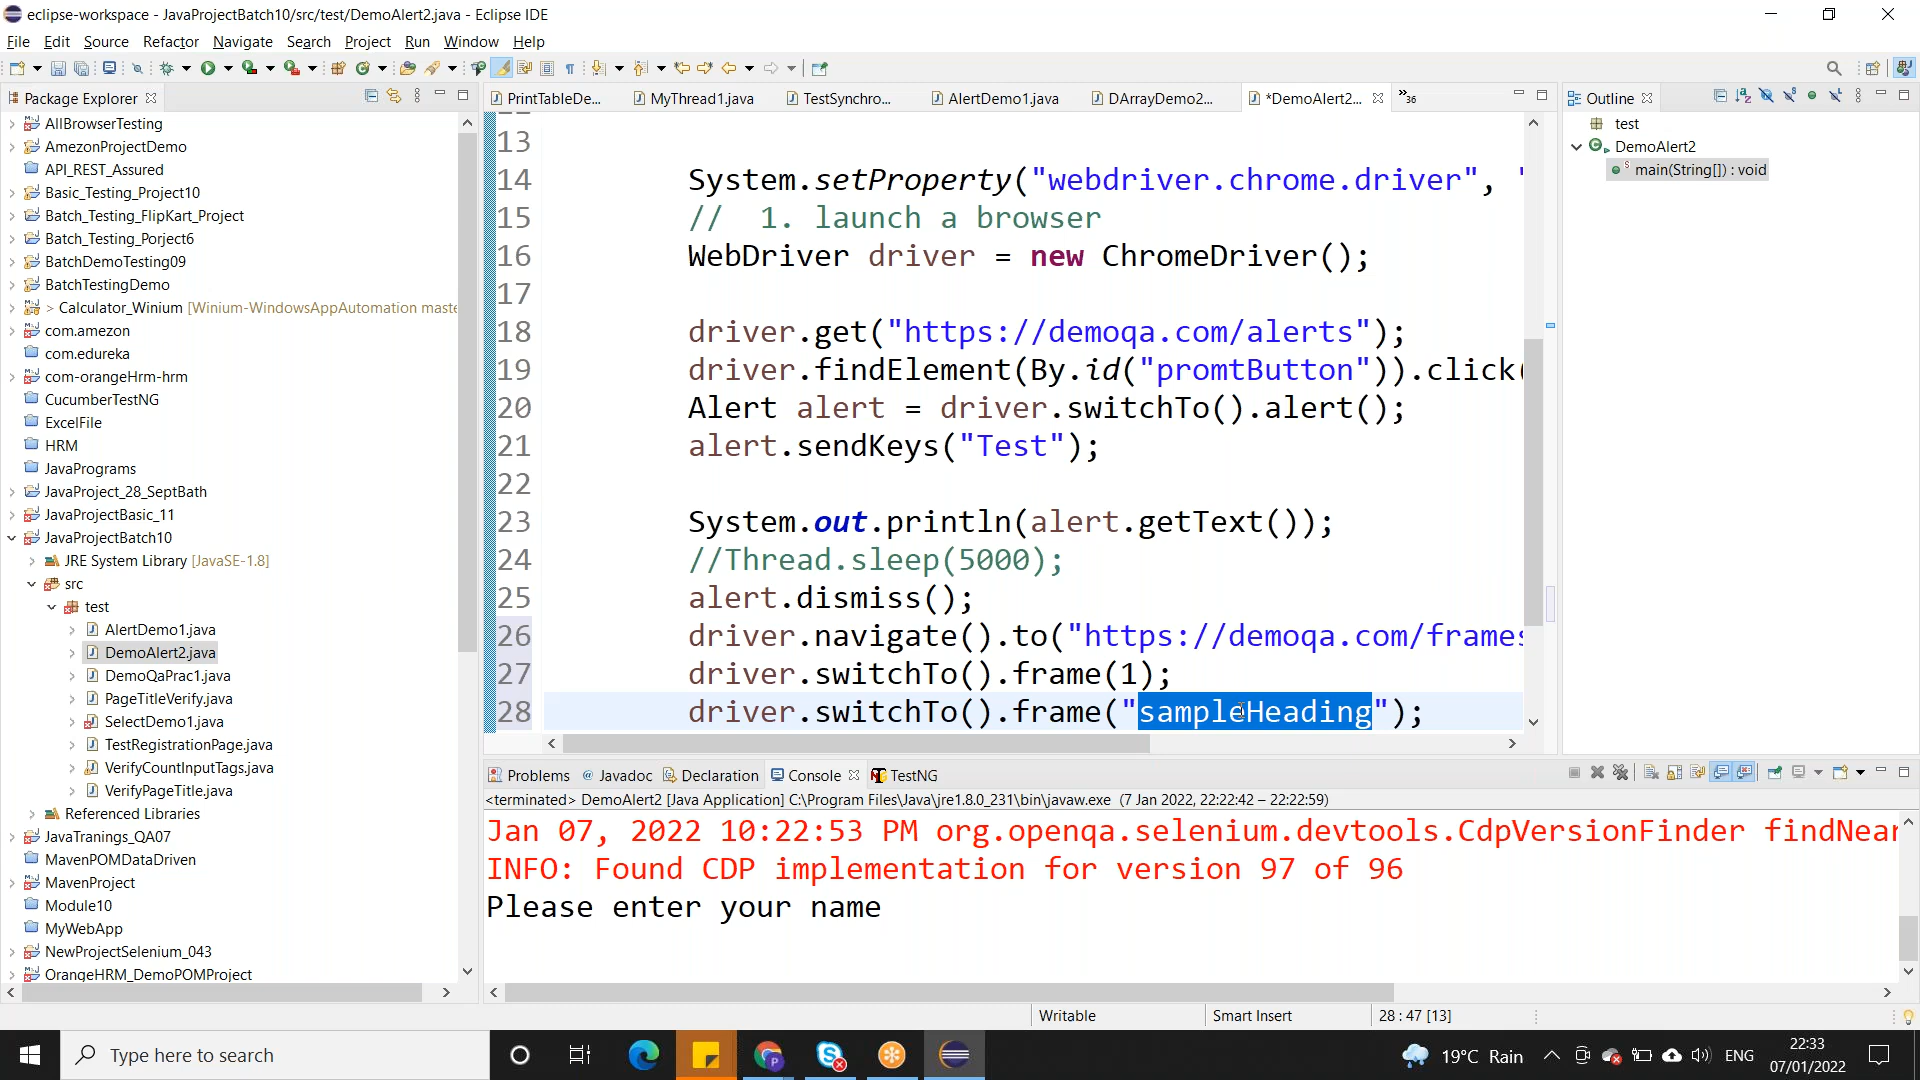 eclipse-workspace - JavaProjectBatch10/src/test/DemoAlert2.java - Eclipse IDE
File Edit Source Refactor Navigate Search Project Run Window Help
Package Explorer
PrintTableDe... MyThread1.java TestSynchro... AlertDemo1.java DArrayDemo2... *DemoAlert2... »36
Outline
AllBrowserTesting
AmazonProjectDemo
API_REST_Assured
Basic_Testing_Project10
Batch_Testing_FlipKart_Project
Batch_Testing_Porject6
BatchDemoTesting09
BatchTestingDemo
> Calculator_Winium [Winium-WindowsAppAutomation maste
com.amazon
com.edureka
com-orangeHrm-hrm
CucumberTestNG
ExcelFile
HRM
JavaPrograms
JavaProject_28_SeptBath
JavaProjectBasic_11
JavaProjectBatch10
JRE System Library [JavaSE-1.8]
src
test
AlertDemo1.java
DemoAlert2.java
DemoQaPrac1.java
PageTitleVerify.java
SelectDemo1.java
TestRegistrationPage.java
VerifyCountInputTags.java
VerifyPageTitle.java
Referenced Libraries
JavaTranings_QA07
MavenPOMDataDriven
MavenProject
Module10
MyWebApp
NewProjectSelenium_043
OrangeHRM_DemoPOMProject
13
14 System.setProperty("webdriver.chrome.driver", "
15 // 1. launch a browser
16 WebDriver driver = new ChromeDriver();
17
18 driver.get("https://demoqa.com/alerts");
19 driver.findElement(By.id("promtButton")).click(
20 Alert alert = driver.switchTo().alert();
21 alert.sendKeys("Test");
22
23 System.out.println(alert.getText());
24 //Thread.sleep(5000);
25 alert.dismiss();
26 driver.navigate().to("https://demoqa.com/frames
27 driver.switchTo().frame(1);
28 driver.switchTo().frame("sampleHeading");
test
DemoAlert2
main(String[]) : void
Problems @ Javadoc Declaration Console TestNG
<terminated> DemoAlert2 [Java Application] C:\Program Files\Java\jre1.8.0_231\bin\javaw.exe (7 Jan 2022, 22:22:42 – 22:22:59)
Jan 07, 2022 10:22:53 PM org.openqa.selenium.devtools.CdpVersionFinder findNear
INFO: Found CDP implementation for version 97 of 96
Please enter your name
Writable Smart Insert 28 : 47 [13]
Type here to search
19°C Rain ENG
22:33
07/01/2022